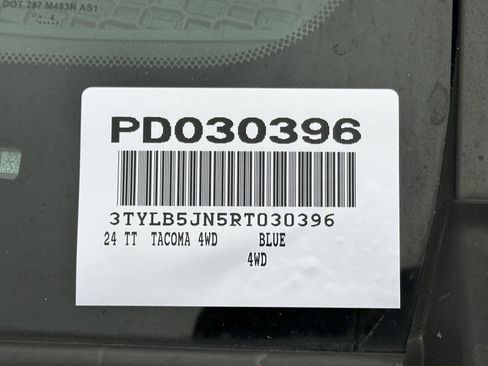 DOT 287 M483N AS1
PD030396
3TYLB5JN5RT030396
24 TT TACOMA 4WD BLUE
4WD